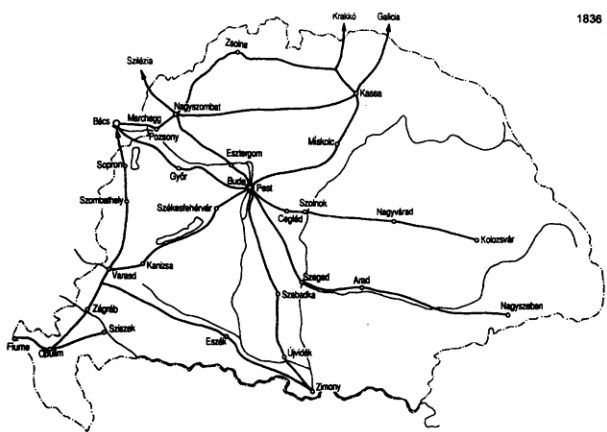 1836
Krakkó
Galicia
Zsolna
Szilézia
Kassa
Nagyszombat
Marchegg
Bécs
Pozsony
Miskolc
Esztergom
Sopron
Győr
Buda
Pest
Szombathely
Székesfehérvár
Szolnok
Cegléd
Nagyvárad
Kolozsvár
Varasd
Kanizsa
Szeged
Arad
Szabadka
Nagyszeben
Zágráb
Sziszek
Fiume
Eszék
Újvidék
Zimony